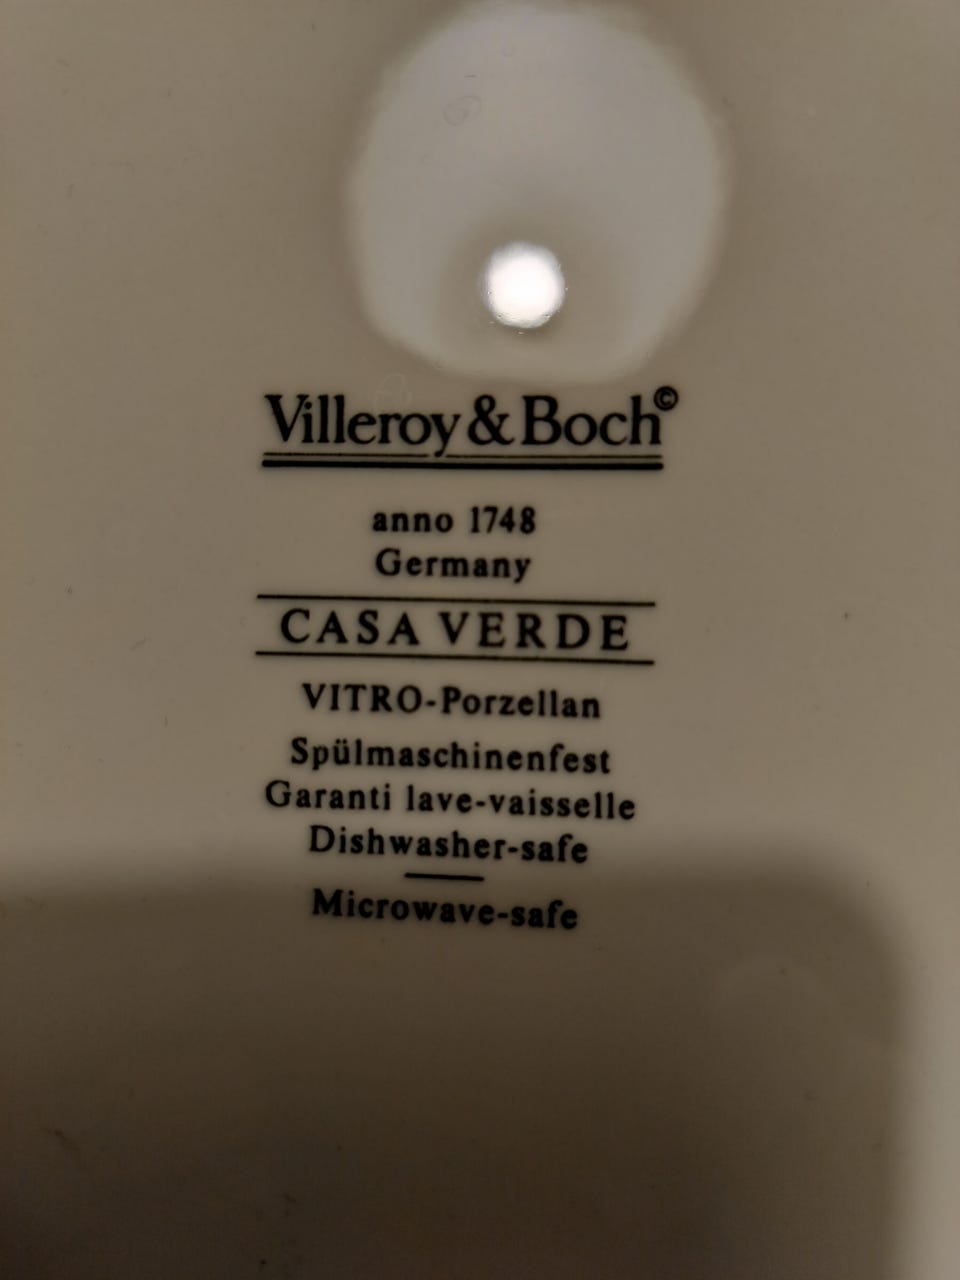 Villeroy & Boch©
anno 1748
Germany
CASA VERDE
VITRO-Porzellan
Spülmaschinenfest
Garanti lave-vaisselle
Dishwasher-safe
Microwave-safe